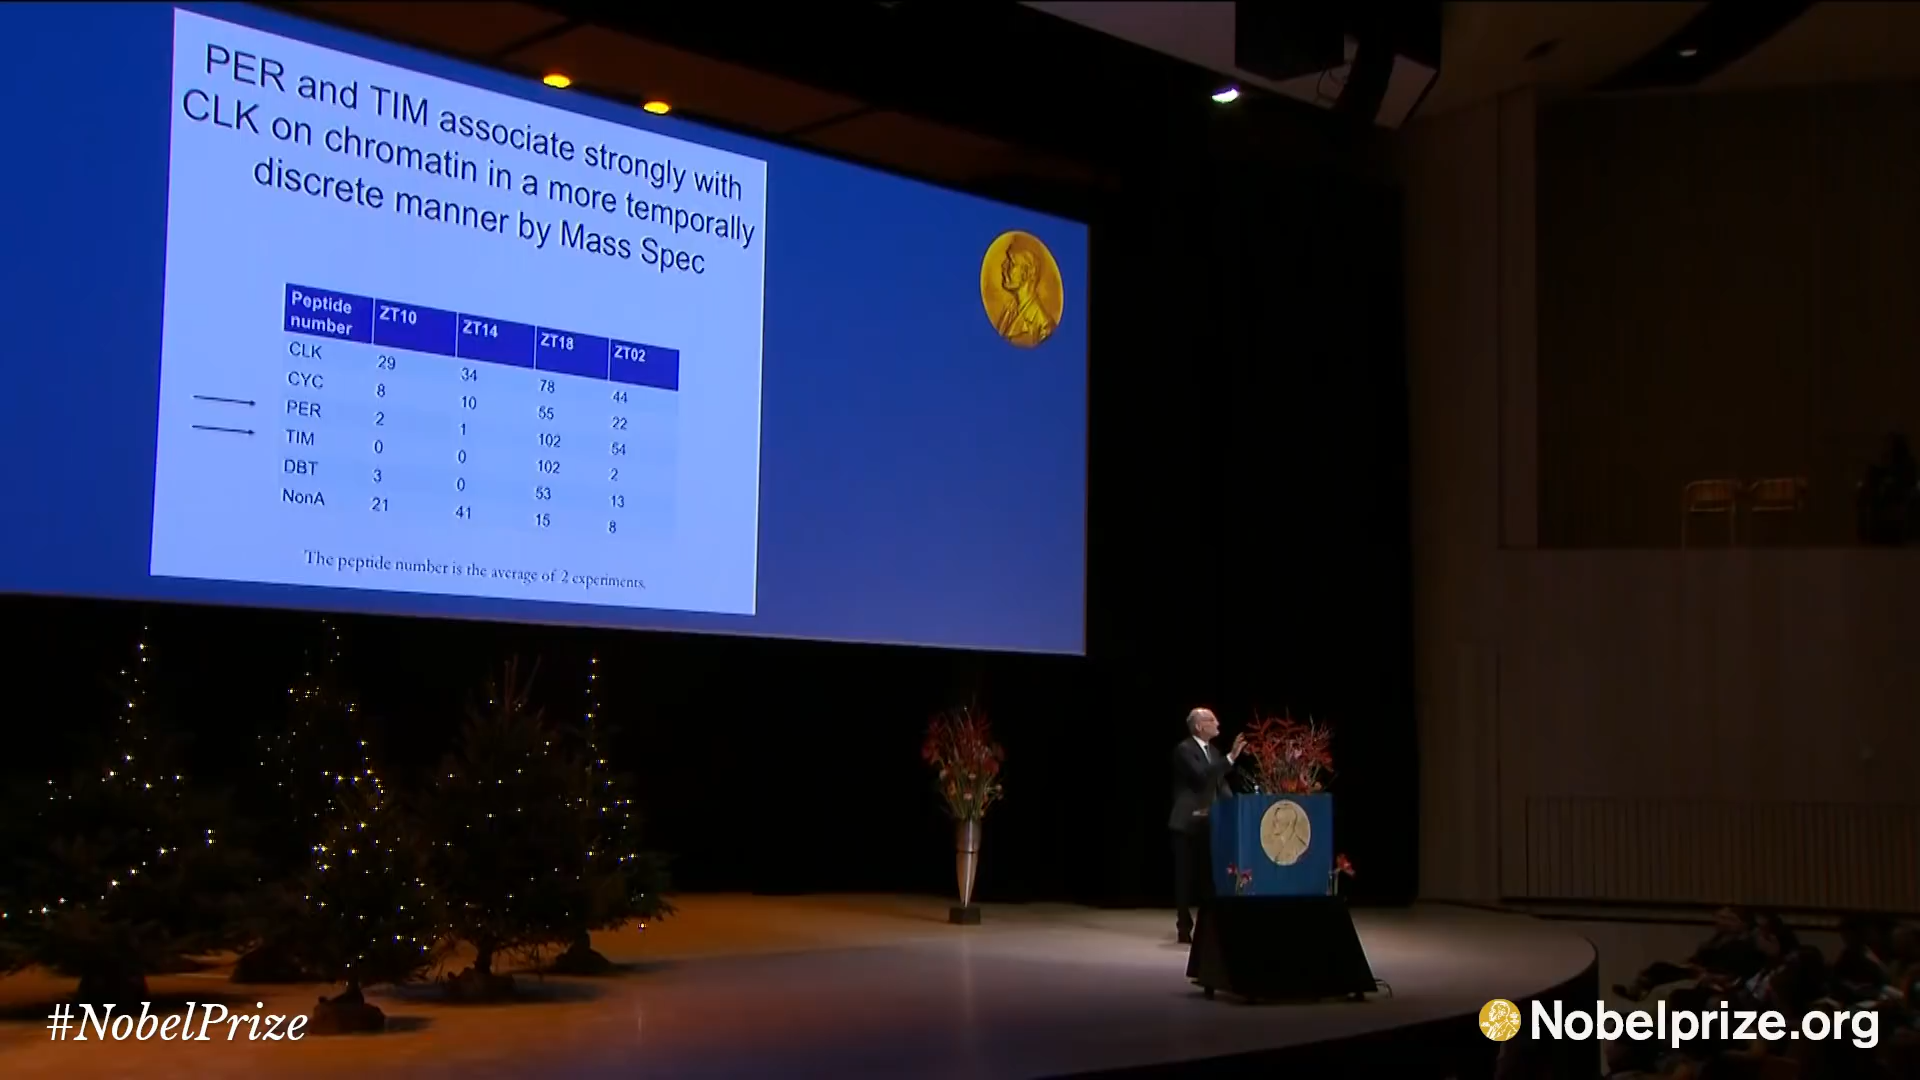 PER and TIM associate strongly with
CLK on chromatin in a more temporally
discrete manner by Mass Spec
Peptide number ZT10 ZT14 ZT18 ZT02
CLK 29 34 78 44
CYC 8 10 55 22
PER 2 1 102 54
TIM 0 0 102 2
DBT 3 0 53 13
NonA 21 41 15 8
The peptide number is the average of 2 experiments.
#NobelPrize
Nobelprize.org